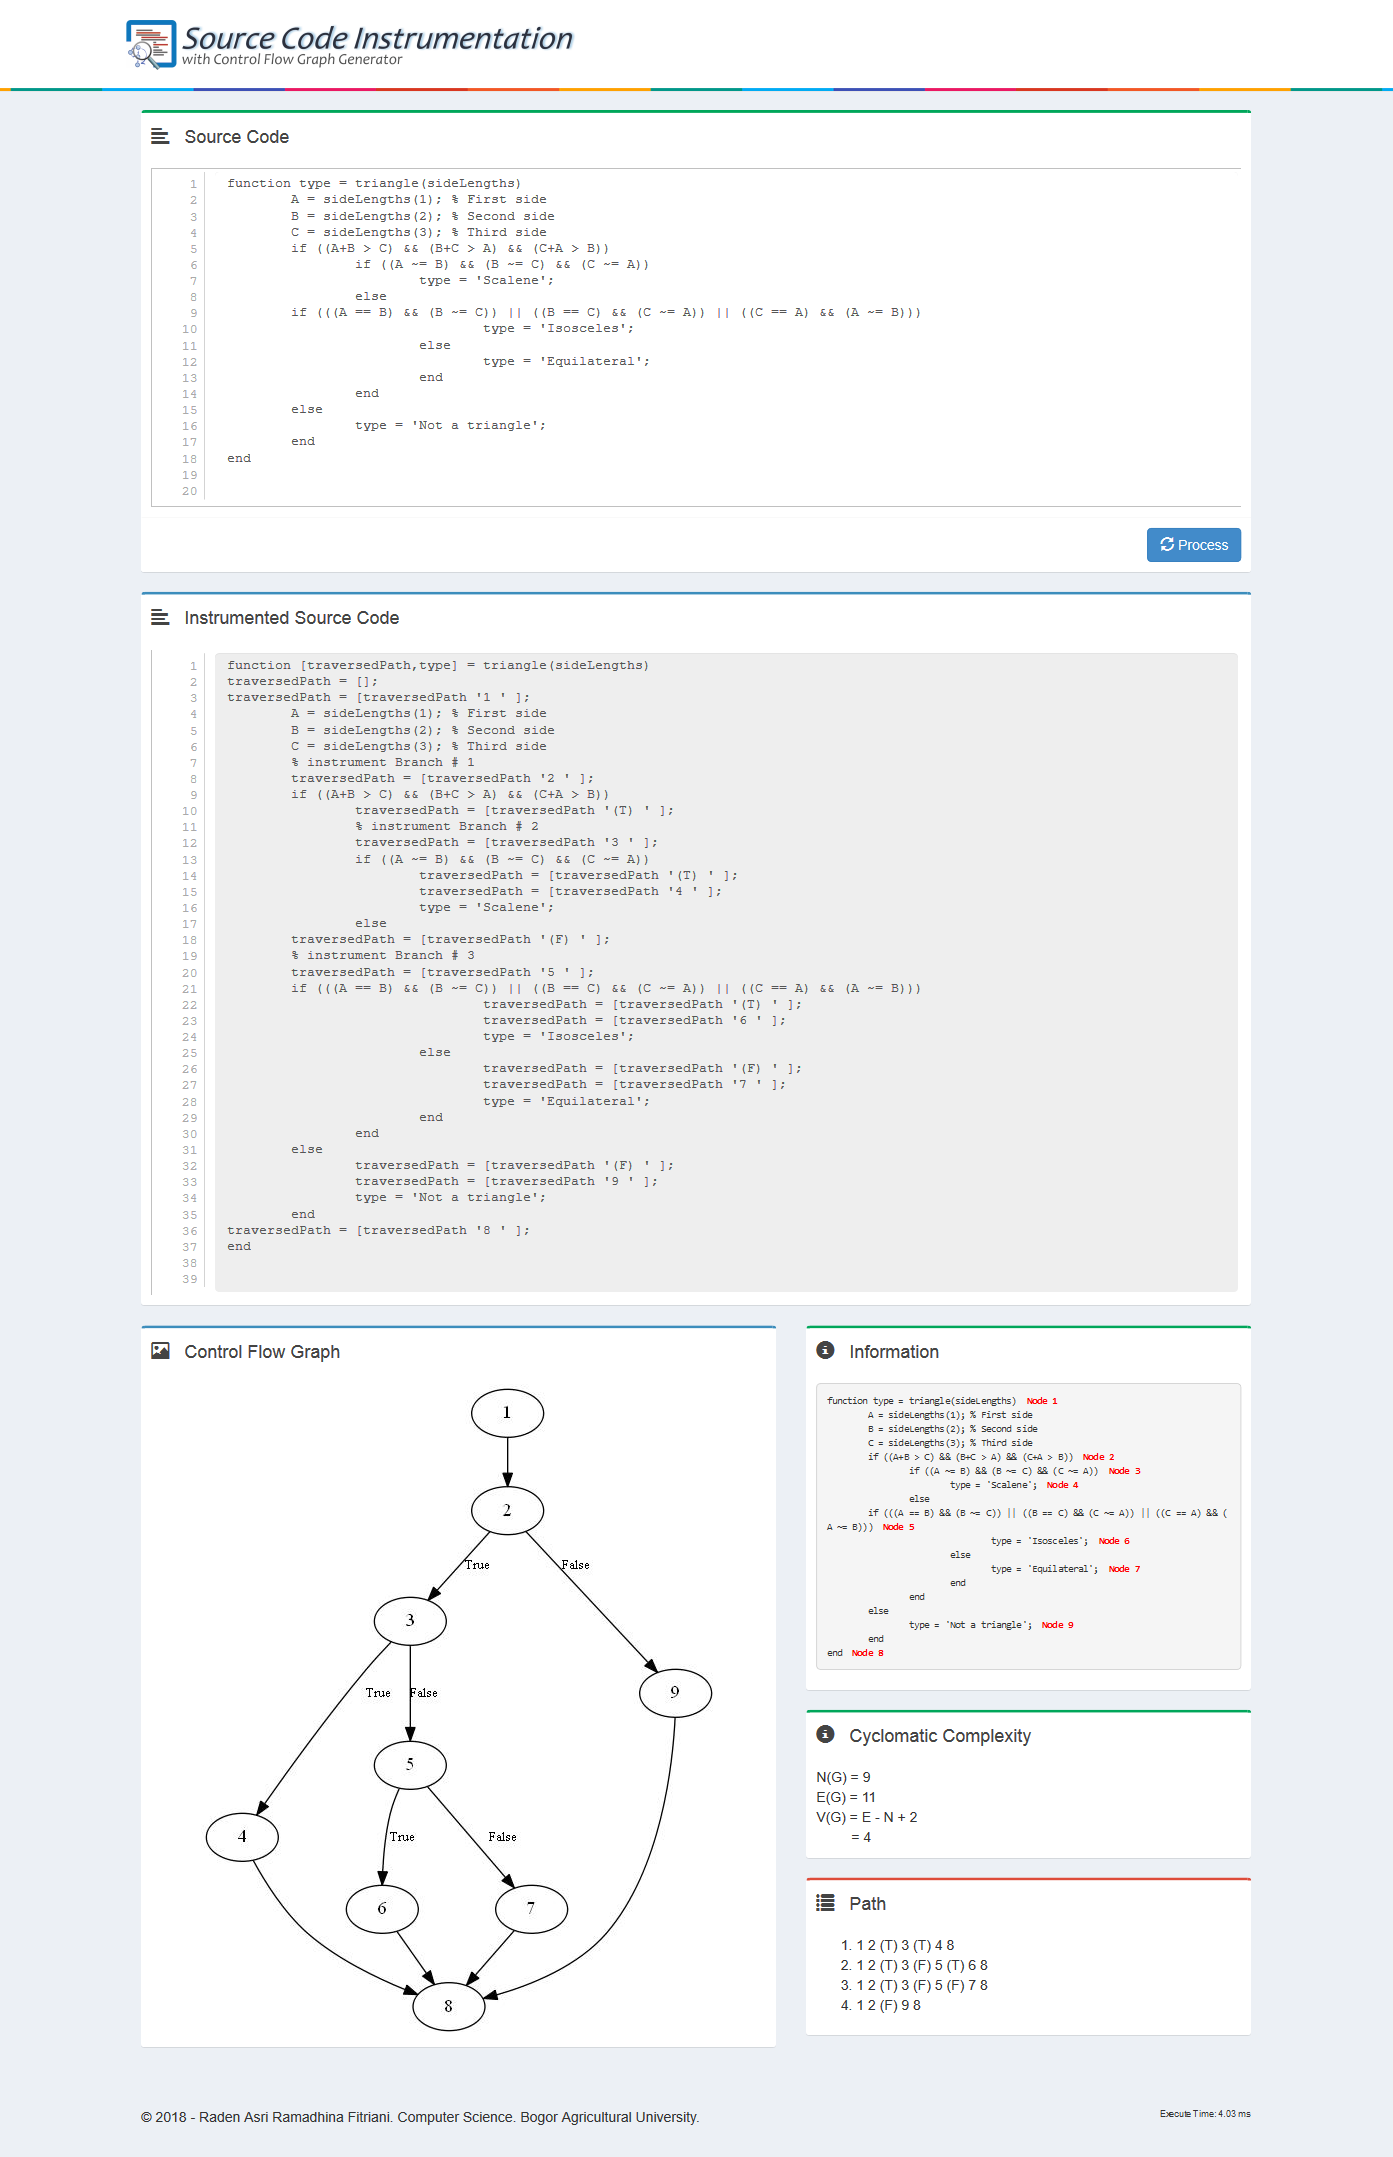 Source Code Instrumentation
with Control Flow Graph Generator
Source Code
1 function type = triangle(sideLengths)
2 A = sideLengths(1); % First side
3 B = sideLengths(2); % Second side
4 C = sideLengths(3); % Third side
5 if ((A+B > C) && (B+C > A) && (C+A > B))
6 if ((A ~= B) && (B ~= C) && (C ~= A))
7 type = 'Scalene';
8 else
9 if (((A == B) && (B ~= C)) || ((B == C) && (C ~= A)) || ((C == A) && (A ~= B)))
10 type = 'Isosceles';
11 else
12 type = 'Equilateral';
13 end
14 end
15 else
16 type = 'Not a triangle';
17 end
18 end
19
20
Process
Instrumented Source Code
1 function [traversedPath,type] = triangle(sideLengths)
2 traversedPath = [];
3 traversedPath = [traversedPath '1 ' ];
4 A = sideLengths(1); % First side
5 B = sideLengths(2); % Second side
6 C = sideLengths(3); % Third side
7 % instrument Branch # 1
8 traversedPath = [traversedPath '2 ' ];
9 if ((A+B > C) && (B+C > A) && (C+A > B))
10 traversedPath = [traversedPath '(T) ' ];
11 % instrument Branch # 2
12 traversedPath = [traversedPath '3 ' ];
13 if ((A ~= B) && (B ~= C) && (C ~= A))
14 traversedPath = [traversedPath '(T) ' ];
15 traversedPath = [traversedPath '4 ' ];
16 type = 'Scalene';
17 else
18 traversedPath = [traversedPath '(F) ' ];
19 % instrument Branch # 3
20 traversedPath = [traversedPath '5 ' ];
21 if (((A == B) && (B ~= C)) || ((B == C) && (C ~= A)) || ((C == A) && (A ~= B)))
22 traversedPath = [traversedPath '(T) ' ];
23 traversedPath = [traversedPath '6 ' ];
24 type = 'Isosceles';
25 else
26 traversedPath = [traversedPath '(F) ' ];
27 traversedPath = [traversedPath '7 ' ];
28 type = 'Equilateral';
29 end
30 end
31 else
32 traversedPath = [traversedPath '(F) ' ];
33 traversedPath = [traversedPath '9 ' ];
34 type = 'Not a triangle';
35 end
36 traversedPath = [traversedPath '8 ' ];
37 end
38
39
Control Flow Graph
1
2
True False
3
9
True False
5
4
True False
6 7
8
Information
function type = triangle(sideLengths) Node 1
A = sideLengths(1); % First side
B = sideLengths(2); % Second side
C = sideLengths(3); % Third side
if ((A+B > C) && (B+C > A) && (C+A > B)) Node 2
if ((A ~= B) && (B ~= C) && (C ~= A)) Node 3
type = 'Scalene'; Node 4
else
if (((A == B) && (B ~= C)) || ((B == C) && (C ~= A)) || ((C == A) && (
A ~= B))) Node 5
type = 'Isosceles'; Node 6
else
type = 'Equilateral'; Node 7
end
end
else
type = 'Not a triangle'; Node 9
end
end Node 8
Cyclomatic Complexity
N(G) = 9
E(G) = 11
V(G) = E - N + 2
= 4
Path
1. 1 2 (T) 3 (T) 4 8
2. 1 2 (T) 3 (F) 5 (T) 6 8
3. 1 2 (T) 3 (F) 5 (F) 7 8
4. 1 2 (F) 9 8
© 2018 - Raden Asri Ramadhina Fitriani. Computer Science. Bogor Agricultural University.
Execute Time: 4.03 ms